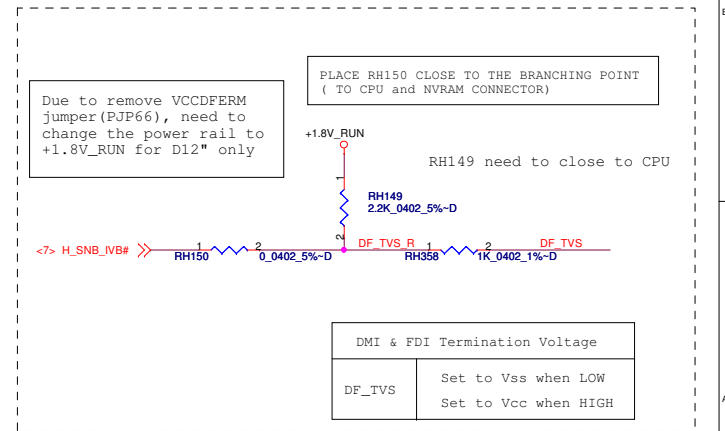 PLACE RH150 CLOSE TO THE BRANCHING POINT
( TO CPU and NVRAM CONNECTOR)
Due to remove VCCDFERM
jumper(PJP66), need to
change the power rail to
+1.8V_RUN for D12" only
+1.8V_RUN
RH149 need to close to CPU
1
RH149
2.2K_0402_5%~D
2
<7> H_SNB_IVB#
1
2
RH150
0_0402_5%~D
DF_TVS_R
1
2
DF_TVS
RH358
1K_0402_1%~D
DMI & FDI Termination Voltage
DF_TVS
Set to Vss when LOW
Set to Vcc when HIGH
A